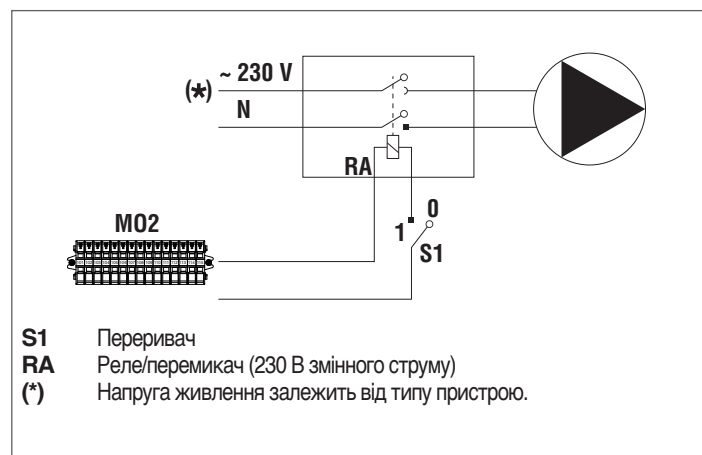 ~ 230 V
(*)
N
RA
1
0
S1
M02
S1 Переривач
RA Реле/перемикач (230 В змінного струму)
(*) Напруга живлення залежить від типу пристрою.